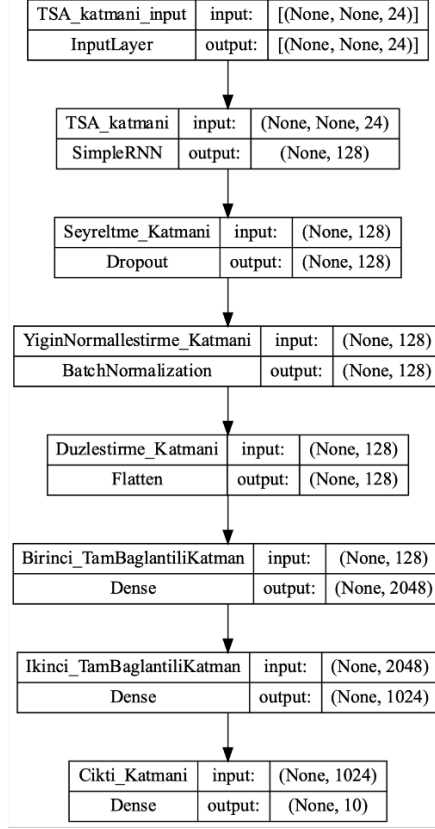 TSA_katmani_input input: [(None, None, 24)]
InputLayer output: [(None, None, 24)]
TSA_katmani input: (None, None, 24)
SimpleRNN output: (None, 128)
Seyreltme_Katmani input: (None, 128)
Dropout output: (None, 128)
YiginNormallestirme_Katmani input: (None, 128)
BatchNormalization output: (None, 128)
Duzlestirme_Katmani input: (None, 128)
Flatten output: (None, 128)
Birinci_TamBaglantiliKatman input: (None, 128)
Dense output: (None, 2048)
Ikinci_TamBaglantiliKatman input: (None, 2048)
Dense output: (None, 1024)
Cikti_Katmani input: (None, 1024)
Dense output: (None, 10)